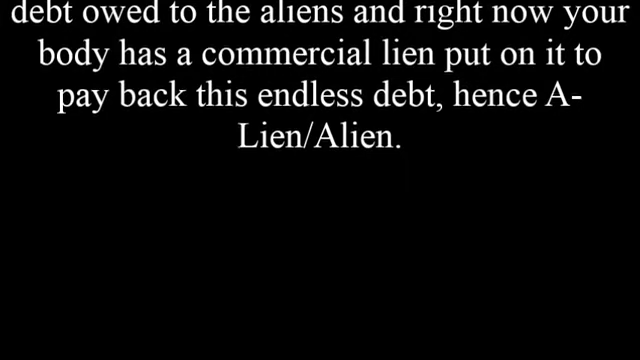 debt owed to the aliens and right now your
body has a commercial lien put on it to
pay back this endless debt, hence A-
Lien/Alien.